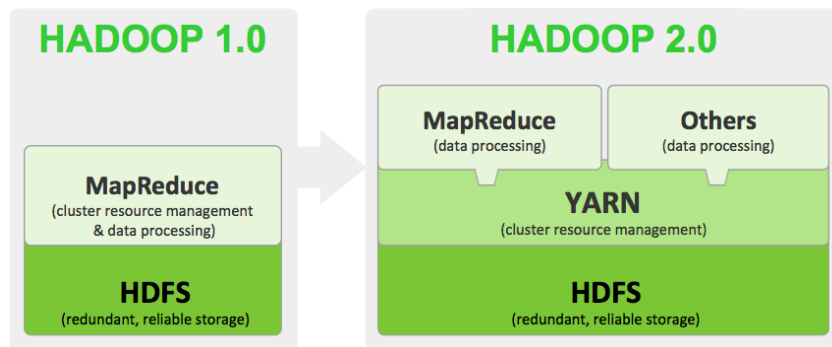 HADOOP 1.0
MapReduce
(cluster resource management
& data processing)
HDFS
(redundant, reliable storage)
HADOOP 2.0
MapReduce
(data processing)
Others
(data processing)
YARN
(cluster resource management)
HDFS
(redundant, reliable storage)